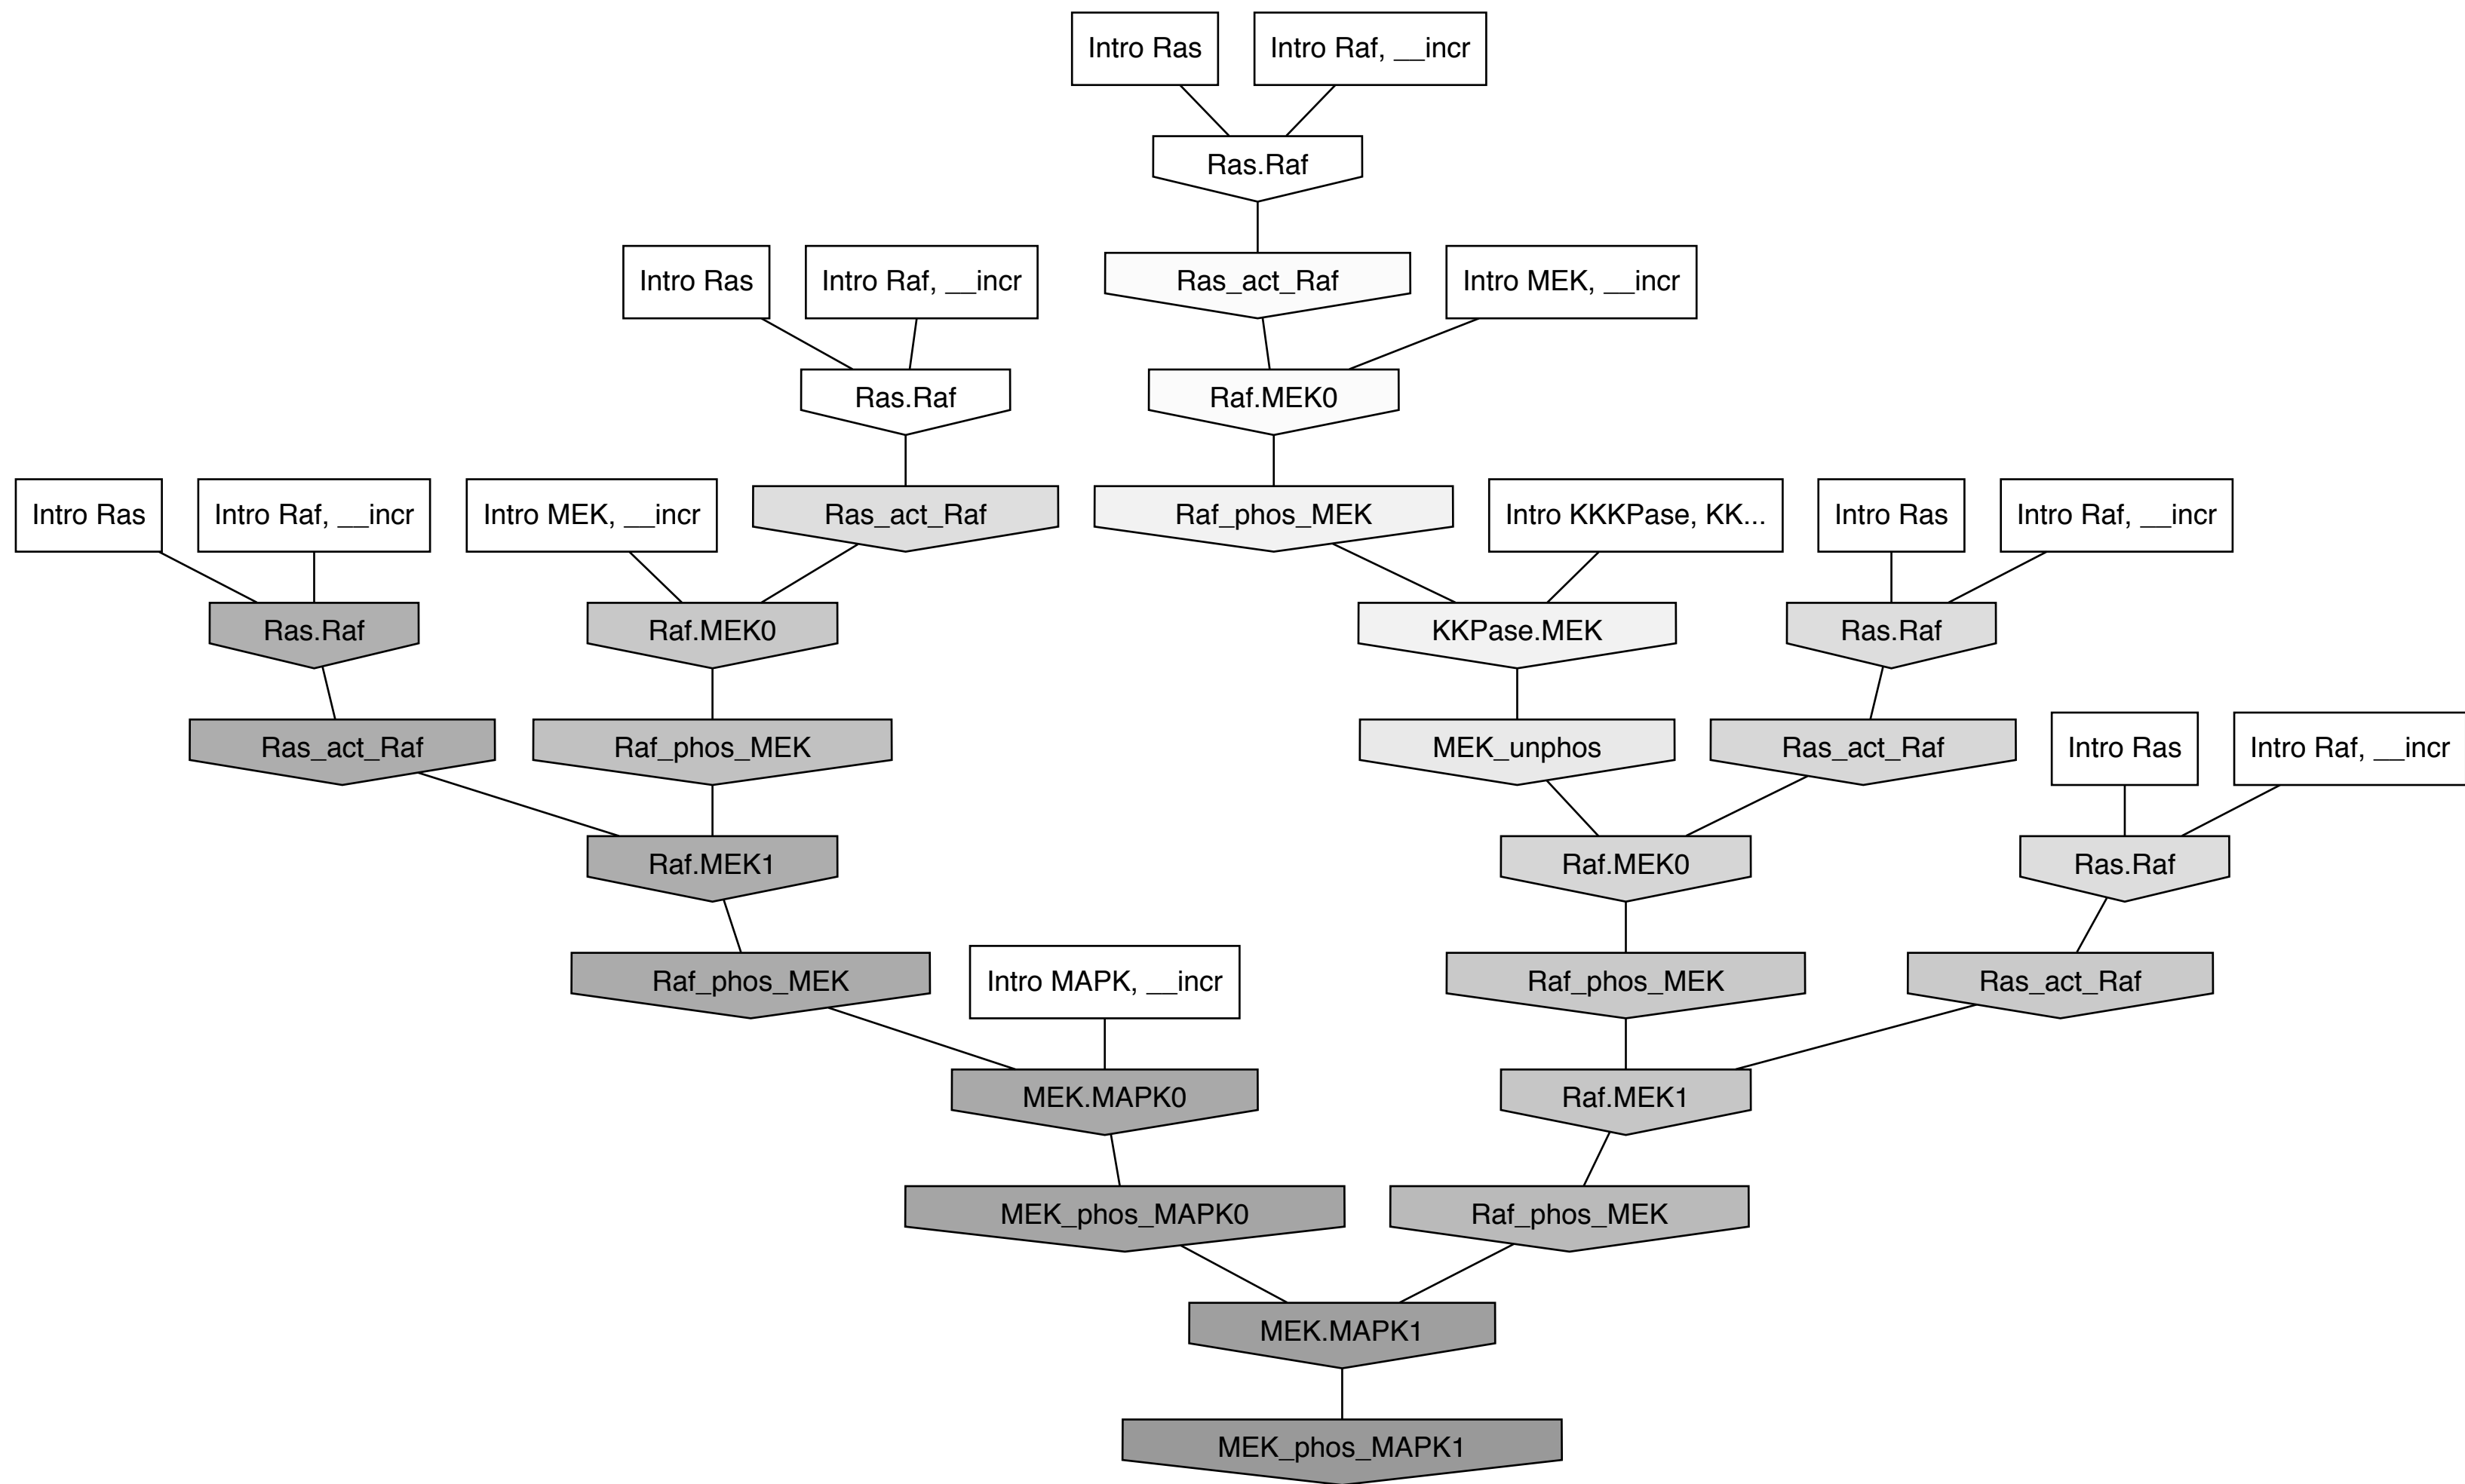 Intro Ras
Intro Raf, __incr
Ras.Raf
Intro Ras
Intro Raf, __incr
Ras_act_Raf
Intro MEK, __incr
Ras.Raf
Raf.MEK0
Intro Ras
Intro Raf, __incr
Intro MEK, __incr
Ras_act_Raf
Raf_phos_MEK
Intro KKKPase, KK...
Intro Ras
Intro Raf, __incr
Ras.Raf
Raf.MEK0
KKPase.MEK
Ras.Raf
Ras_act_Raf
Raf_phos_MEK
MEK_unphos
Ras_act_Raf
Intro Ras
Intro Raf, __incr
Raf.MEK1
Raf.MEK0
Ras.Raf
Raf_phos_MEK
Intro MAPK, __incr
Raf_phos_MEK
Ras_act_Raf
MEK.MAPK0
Raf.MEK1
MEK_phos_MAPK0
Raf_phos_MEK
MEK.MAPK1
MEK_phos_MAPK1